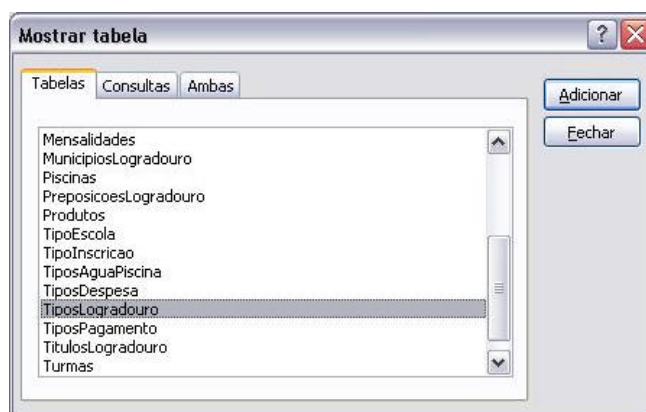 Mostrar tabela
Tabelas Consultas Ambas
Adicionar
Fechar
Mensalidades
MunicipiosLogradouro
Piscinas
PreposicoesLogradouro
Produtos
TipoEscola
TipoInscricao
TiposAguaPiscina
TiposDespesa
TiposLogradouro
TiposPagamento
TitulosLogradouro
Turmas